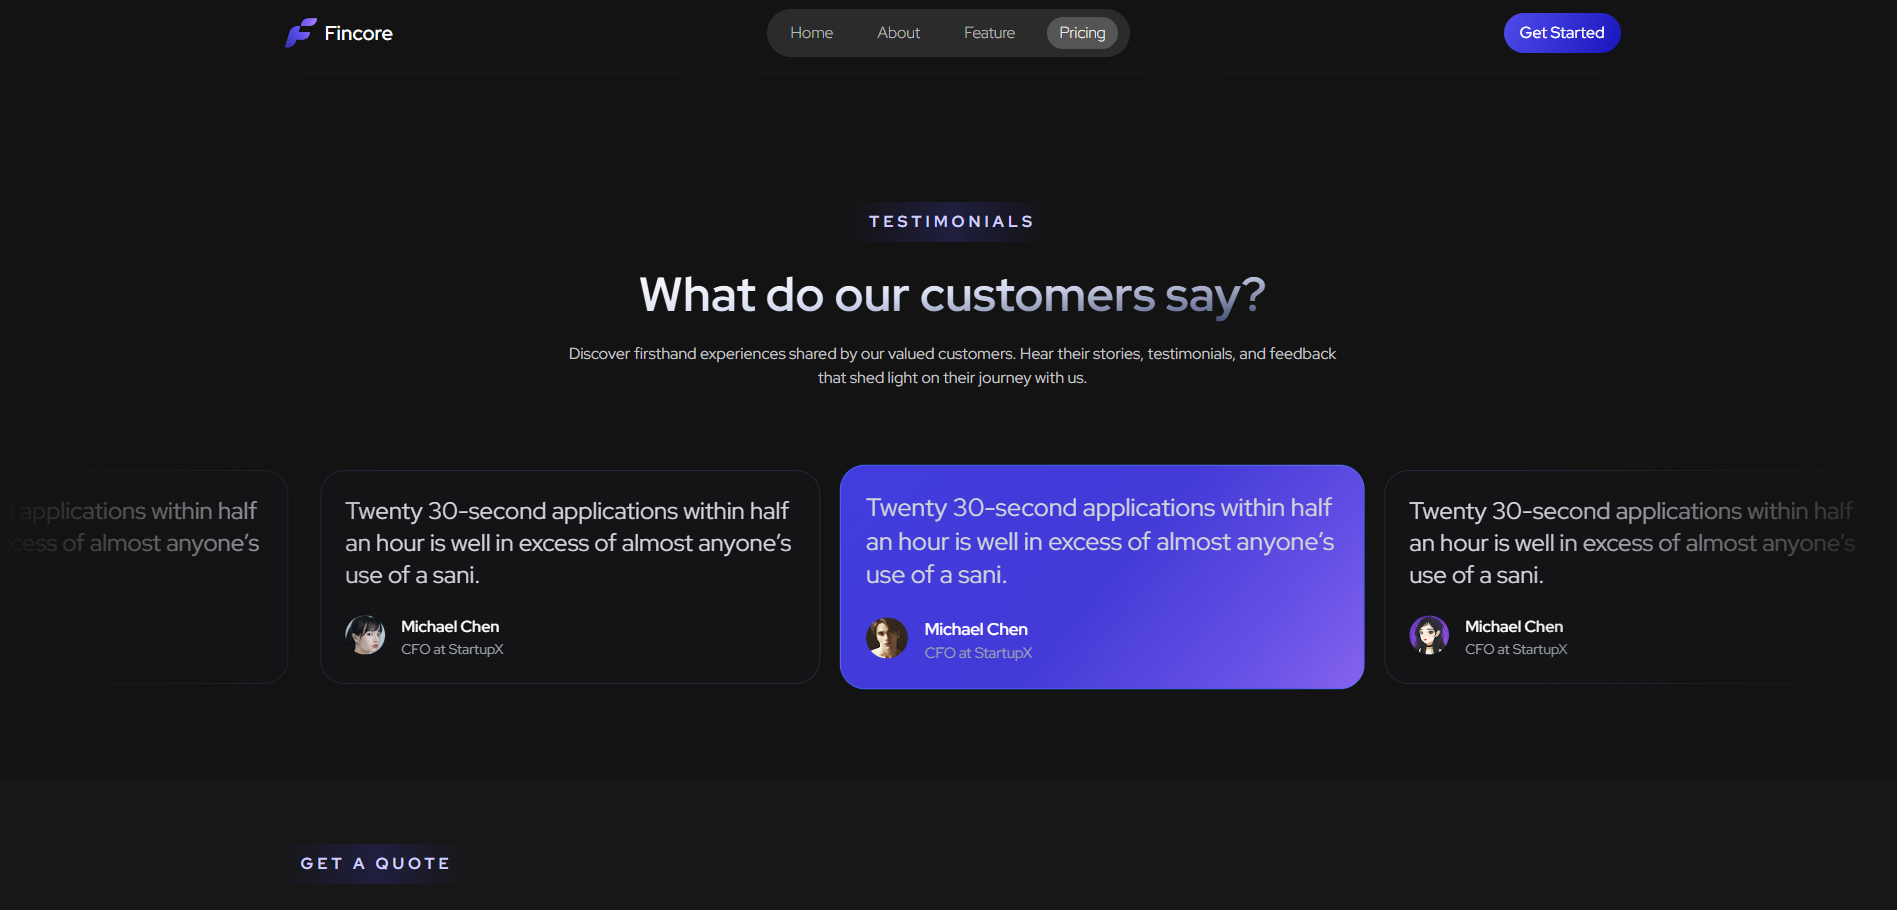 Fincore
Home About Feature Pricing
Get Started
TESTIMONIALS
What do our customers say?
Discover firsthand experiences shared by our valued customers. Hear their stories, testimonials, and feedback
that shed light on their journey with us.
applications within half
of almost anyone’s
Twenty 30-second applications within half
an hour is well in excess of almost anyone’s
use of a sani.
Michael Chen
CFO at StartupX
Twenty 30-second applications within half
an hour is well in excess of almost anyone’s
use of a sani.
Michael Chen
CFO at StartupX
Twenty 30-second applications within half
an hour is well in excess of almost anyone’s
use of a sani.
Michael Chen
CFO at StartupX
GET A QUOTE